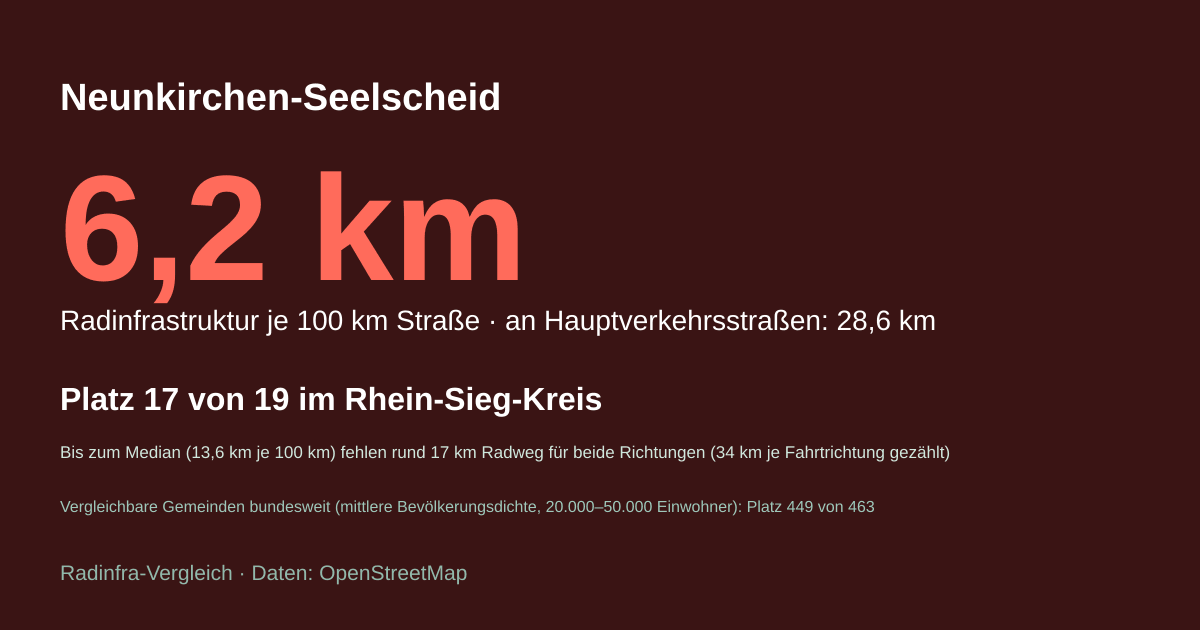 Neunkirchen-Seelscheid
6,2 km
Radinfrastruktur je 100 km Straße · an Hauptverkehrsstraßen: 28,6 km
Platz 17 von 19 im Rhein-Sieg-Kreis
Bis zum Median (13,6 km je 100 km) fehlen rund 17 km Radweg für beide Richtungen (34 km je Fahrtrichtung gezählt)
Vergleichbare Gemeinden bundesweit (mittlere Bevölkerungsdichte, 20.000–50.000 Einwohner): Platz 449 von 463
Radinfra-Vergleich · Daten: OpenStreetMap